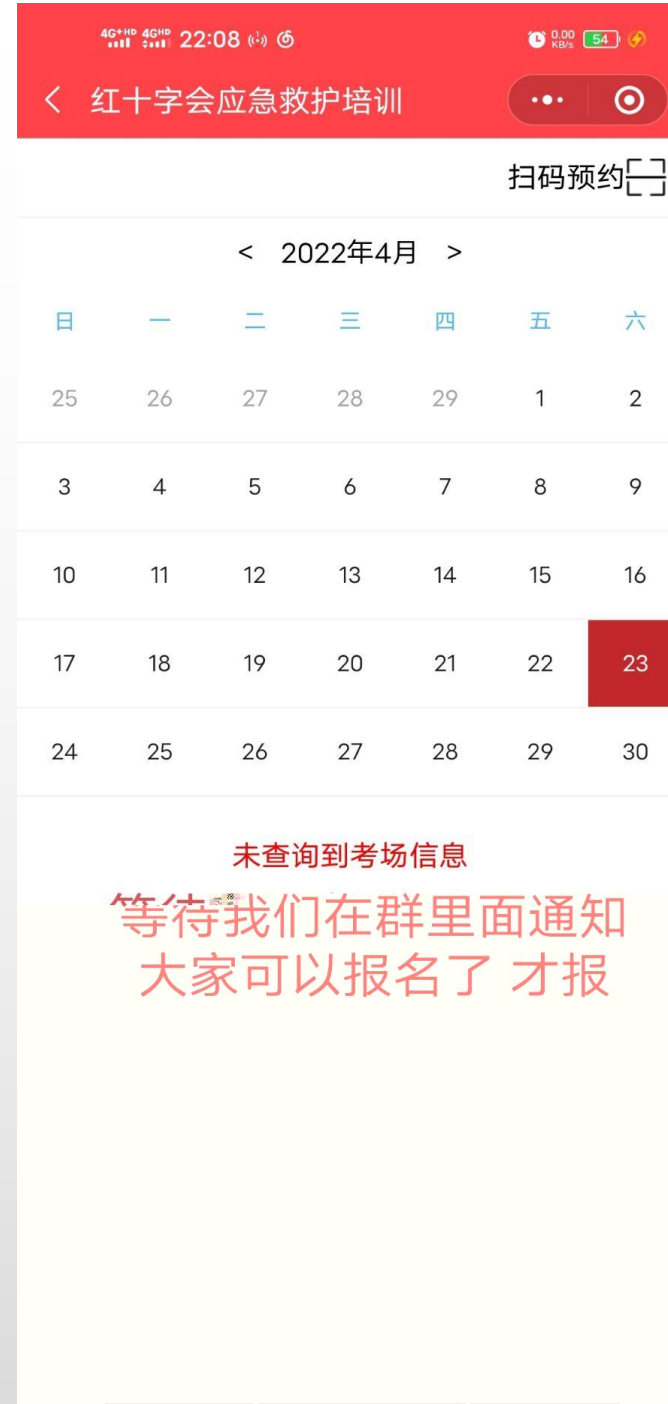 4G+HD 4GHD 22:08 0.00 KB/s 54
红十字会应急救护培训
扫码预约
< 2022年4月 >
日 一 二 三 四 五 六
25 26 27 28 29 1 2
3 4 5 6 7 8 9
10 11 12 13 14 15 16
17 18 19 20 21 22 23
24 25 26 27 28 29 30
未查询到考场信息
等待我们在群里面通知
大家可以报名了 才报